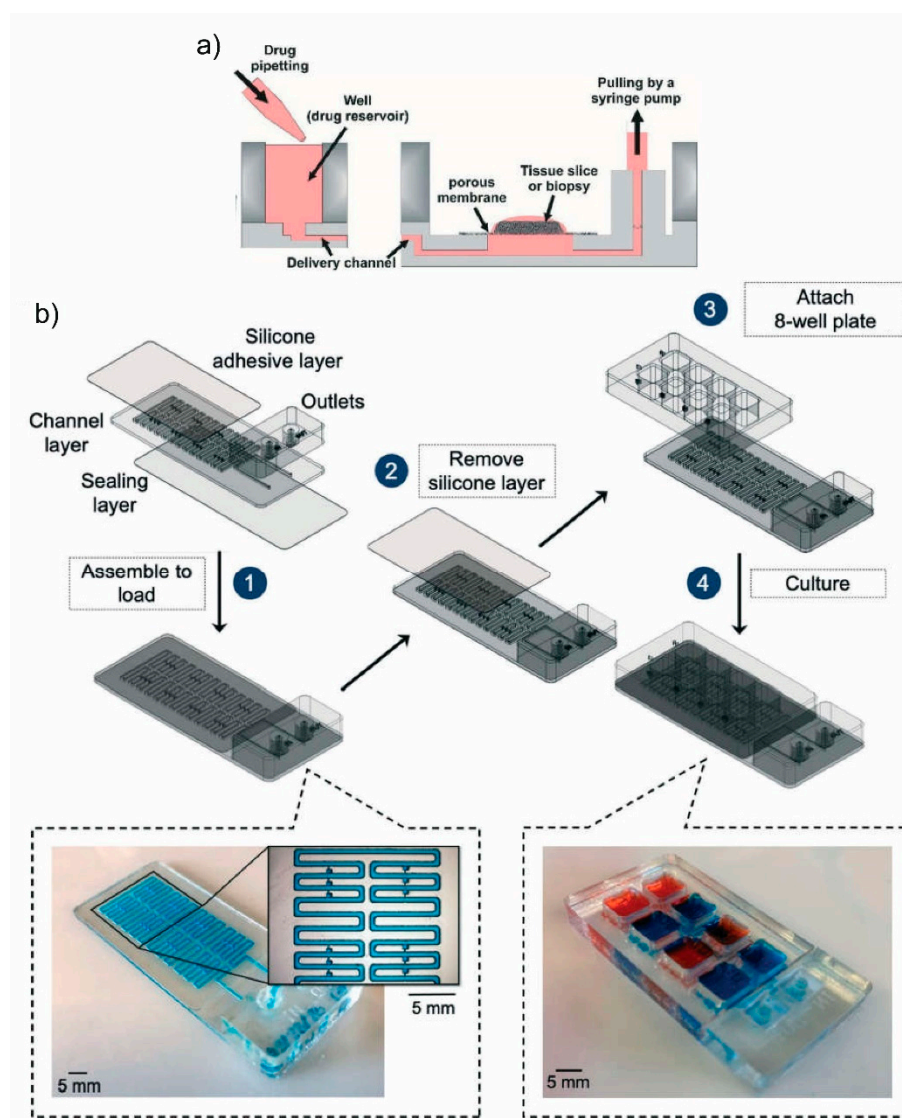 a)
Drug
pipetting
Well
(drug reservoir)
Pulling by a
syringe pump
Tissue slice
or biopsy
porous
membrane
Delivery channel
b)
3
Attach
8-well plate
Silicone
adhesive layer
Outlets
Channel
layer
Sealing
layer
2
Remove
silicone layer
Assemble to
load
1
4
Culture
5 mm
5 mm
5 mm